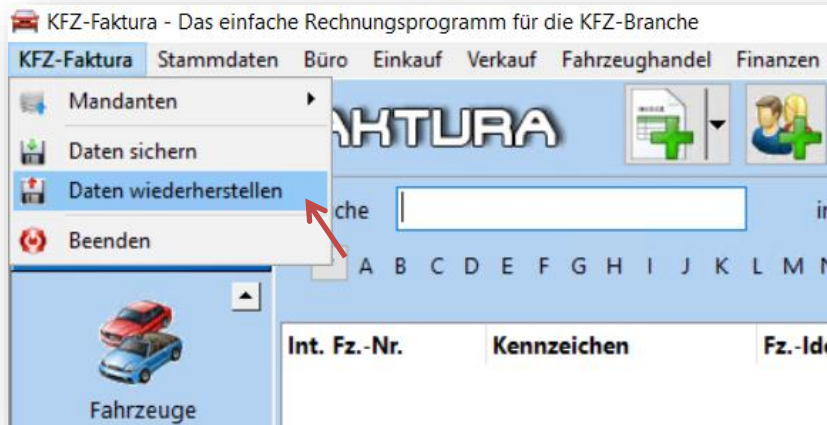 KFZ-Faktura - Das einfache Rechnungsprogramm für die KFZ-Branche
KFZ-Faktura Stammdaten Büro Einkauf Verkauf Fahrzeughandel Finanzen
Mandanten
AKTURA
Daten sichern
Daten wiederherstellen
che
Beenden
A B C D E F G H I J K L M N
Int. Fz.-Nr. Kennzeichen Fz.-Ide
Fahrzeuge